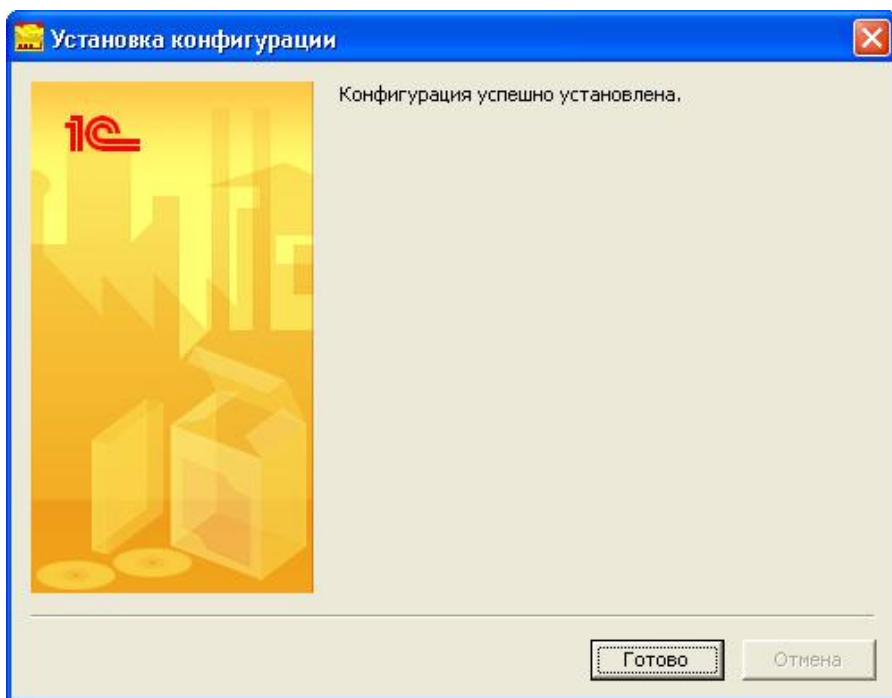 Установка конфигурации
Конфигурация успешно установлена.
1С
Готово
Отмена